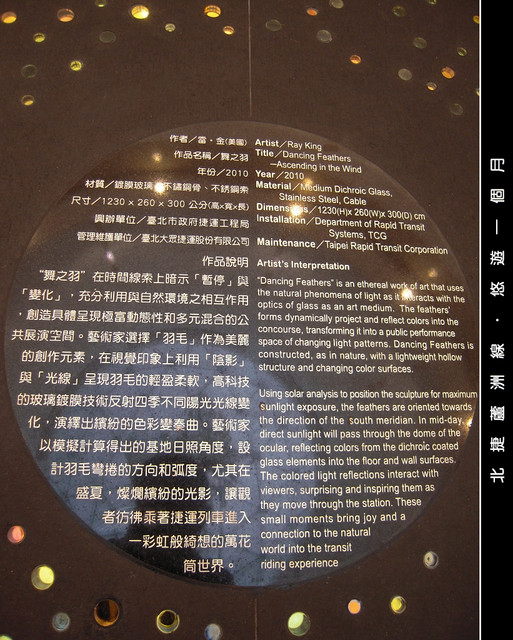 作者／雷．金(美國)
作品名稱／舞之羽
年份／2010
材質／鍍膜玻璃、不鏽鋼骨、不銹鋼索
尺寸／1230 x 260 x 300 公分(高x寬x長)
興辦單位／臺北市政府捷運工程局
管理維護單位／臺北大眾捷運股份有限公司
作品說明
“舞之羽”在時間線索上暗示「暫停」與
「變化」，充分利用與自然環境之相互作用
，創造具體呈現極富動態性和多元混合的公
共展演空間。藝術家選擇「羽毛」作為美麗
的創作元素，在視覺印象上利用「陰影」
與「光線」呈現羽毛的輕盈柔軟，高科技
的玻璃鍍膜技術反射四季不同陽光光線變
化，演繹出繽紛的色彩變奏曲。藝術家
以模擬計算得出的基地日照角度，設
計羽毛彎捲的方向和弧度，尤其在
盛夏，燦爛繽紛的光影，讓觀
者彷彿乘著捷運列車進入
一彩虹般綺想的萬花
筒世界。
Artist／Ray King
Title／Dancing Feathers
—Ascending in the Wind
Year／2010
Material／Medium Dichroic Glass,
Stainless Steel, Cable
Dimensions／1230(H)x 260(W)x 300(D) cm
Installation／Department of Rapid Transit
Systems, TCG
Maintenance／Taipei Rapid Transit Corporation
Artist's Interpretation
“Dancing Feathers” is an ethereal work of art that uses
the natural phenomena of light as it interacts with the
optics of glass as an art medium. The feathers'
forms dynamically project and reflect colors into the
concourse, transforming it into a public performance
space of changing light patterns. Dancing Feathers is
constructed, as in nature, with a lightweight hollow
structure and changing color surfaces.
Using solar analysis to position the sculpture for maximum
sunlight exposure, the feathers are oriented towards
the direction of the south meridian. In mid-day,
direct sunlight will pass through the dome of the
ocular, reflecting colors from the dichroic coated
glass elements into the floor and wall surfaces.
The colored light reflections interact with
viewers, surprising and inspiring them as
they move through the station. These
small moments bring joy and a
connection to the natural
world into the transit
riding experience
北捷蘆洲線．悠遊一個月